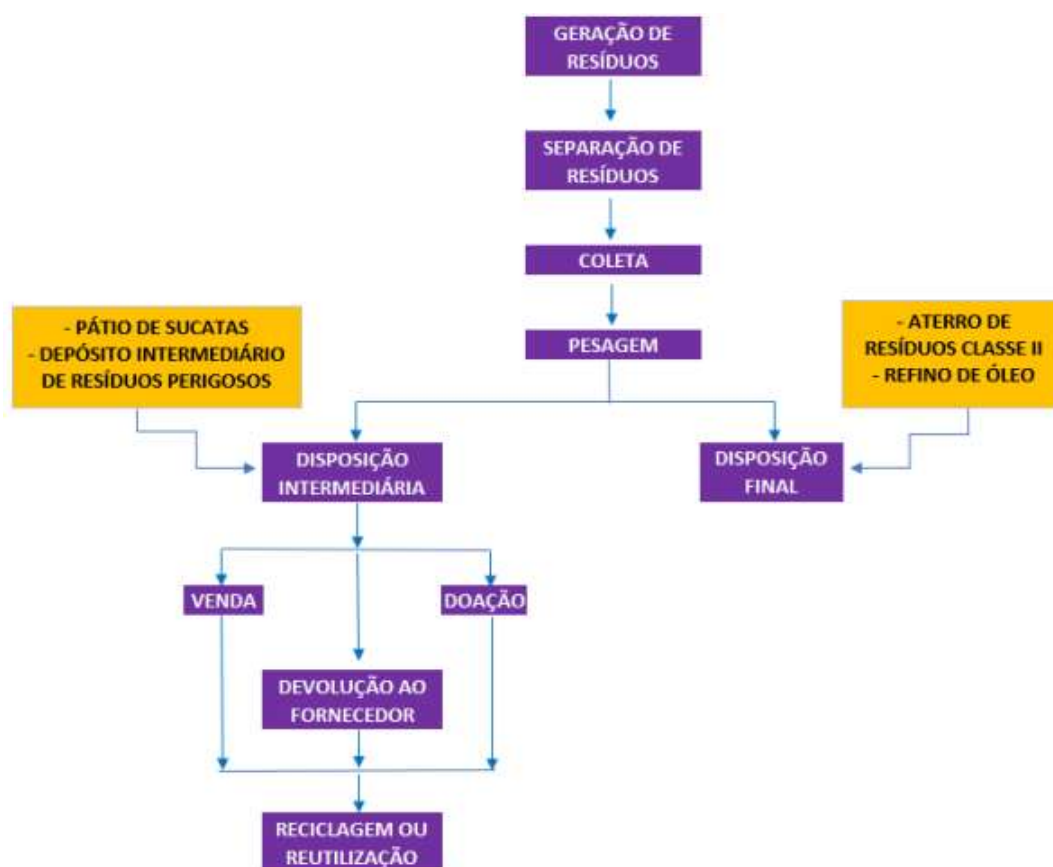 GERAÇÃO DE
RESÍDUOS
SEPARAÇÃO DE
RESÍDUOS
COLETA
PESAGEM
- PÁTIO DE SUCATAS
- DEPÓSITO INTERMEDIÁRIO
DE RESÍDUOS PERIGOSOS
- ATERRO DE
RESÍDUOS CLASSE II
- REFINO DE ÓLEO
DISPOSIÇÃO
INTERMEDIÁRIA
DISPOSIÇÃO
FINAL
VENDA
DOAÇÃO
DEVOLUÇÃO AO
FORNECEDOR
RECICLAGEM OU
REUTILIZAÇÃO